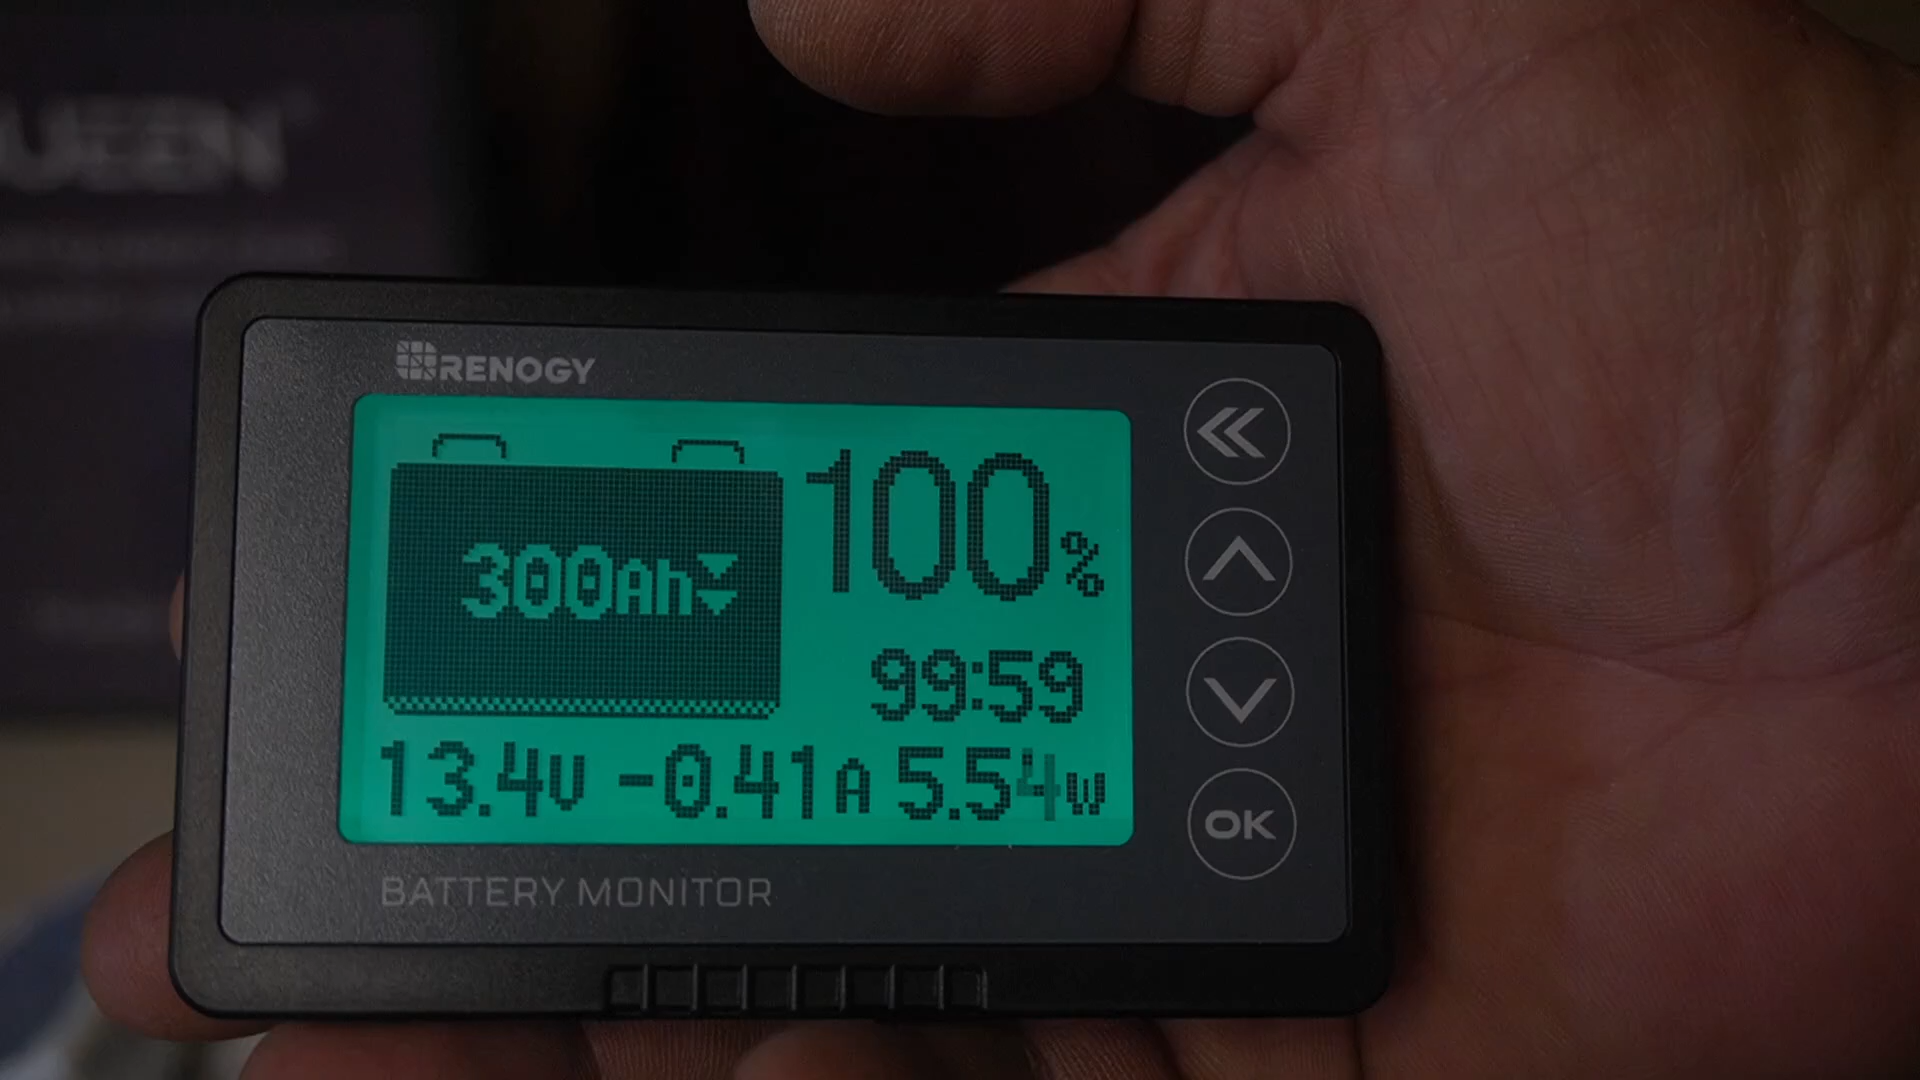 RENOGY
100%
300Ah
99:59
13.4V -0.41A 5.54W
OK
BATTERY MONITOR